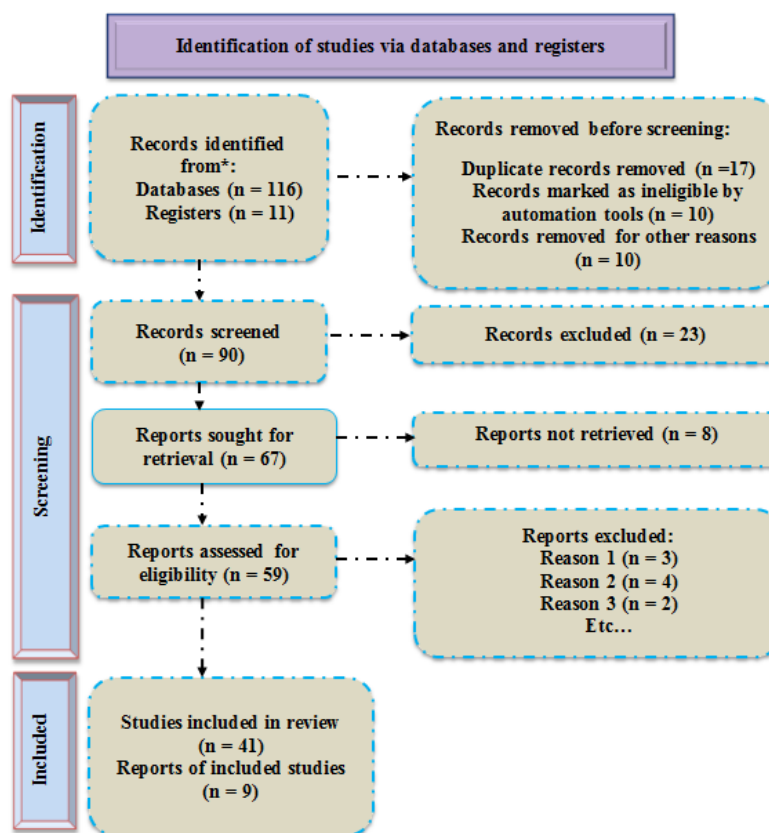 Identification of studies via databases and registers
Identification
Records identified
from*:
Databases (n = 116)
Registers (n = 11)
Records removed before screening:
Duplicate records removed (n =17)
Records marked as ineligible by
automation tools (n = 10)
Records removed for other reasons
(n = 10)
Screening
Records screened
(n = 90)
Records excluded (n = 23)
Reports sought for
retrieval (n = 67)
Reports not retrieved (n = 8)
Reports assessed for
eligibility (n = 59)
Reports excluded:
Reason 1 (n = 3)
Reason 2 (n = 4)
Reason 3 (n = 2)
Etc...
Included
Studies included in review
(n = 41)
Reports of included studies
(n = 9)